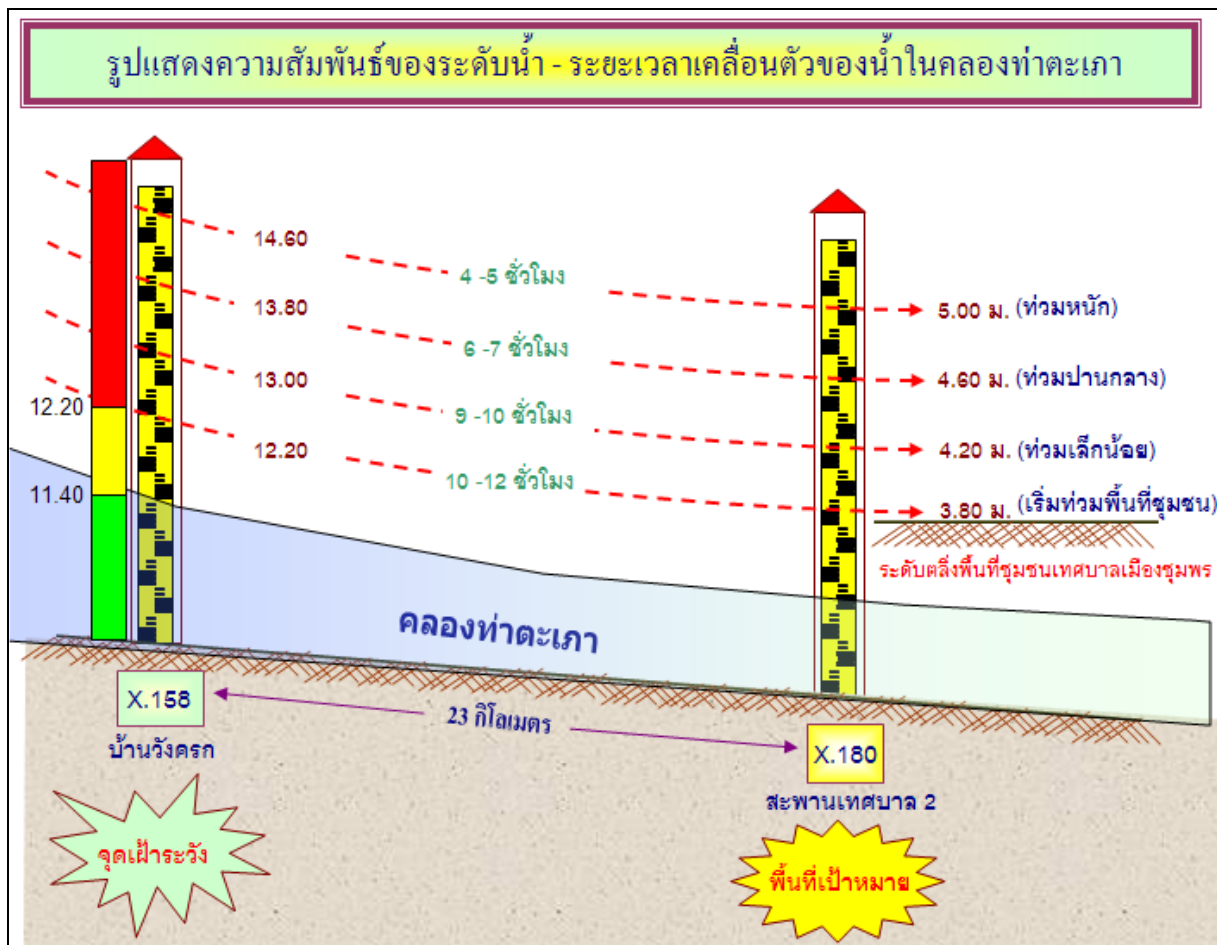 รูปแสดงความสัมพันธ์ของระดับน้ำ - ระยะเวลาเคลื่อนตัวของน้ำในคลองท่าตะเภา
14.60
4 -5 ชั่วโมง
5.00 ม. (ท่วมหนัก)
13.80
6 -7 ชั่วโมง
4.60 ม. (ท่วมปานกลาง)
13.00
9 -10 ชั่วโมง
4.20 ม. (ท่วมเล็กน้อย)
12.20
12.20
10 -12 ชั่วโมง
3.80 ม. (เริ่มท่วมพื้นที่ชุมชน)
11.40
ระดับตลิ่งพื้นที่ชุมชนเทศบาลเมืองชุมพร
คลองท่าตะเภา
X.158
23 กิโลเมตร
X.180
บ้านวังครก
สะพานเทศบาล 2
จุดเฝ้าระวัง
พื้นที่เป้าหมาย